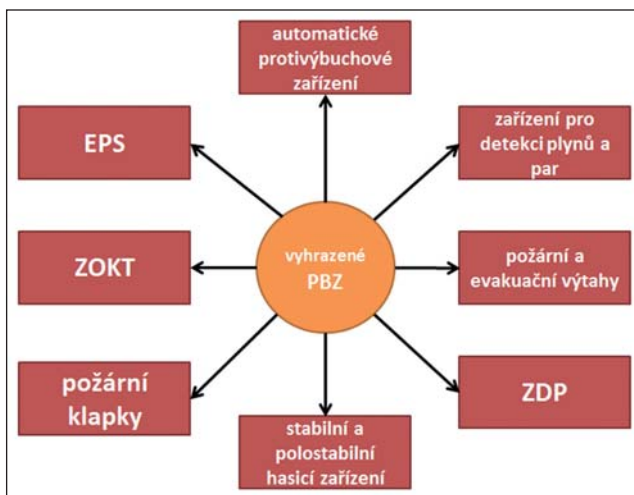 automatické
protivýbuchové
zařízení
EPS
zařízení pro
detekci plynů a
par
vyhrazené
PBZ
ZOKT
požární a
evakuační výtahy
požární
klapky
ZDP
stabilní a
polostabilní
hasicí zařízení